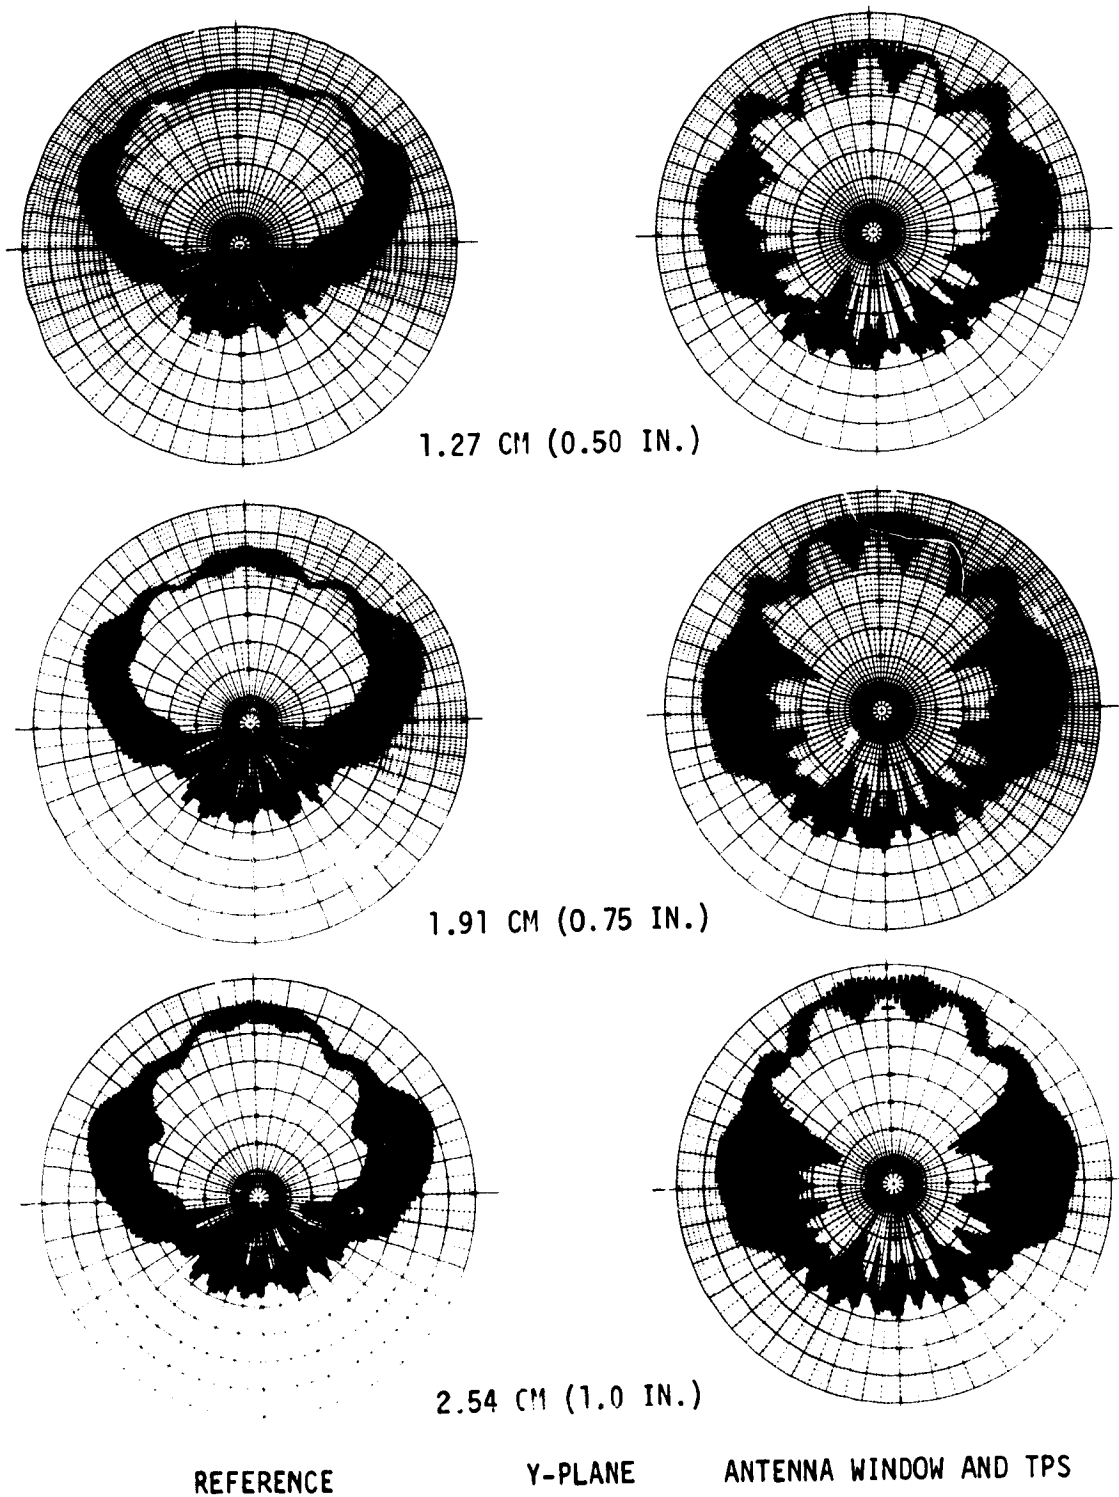 1.27 CM (0.50 IN.)
1.91 CM (0.75 IN.)
2.54 CM (1.0 IN.)
REFERENCE Y-PLANE ANTENNA WINDOW AND TPS